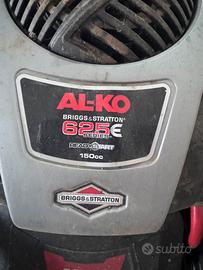 AL-KO
BRIGGS & STRATTON
625E
SERIES
READYSTART
150cc
BRIGGS & STRATTON
subito